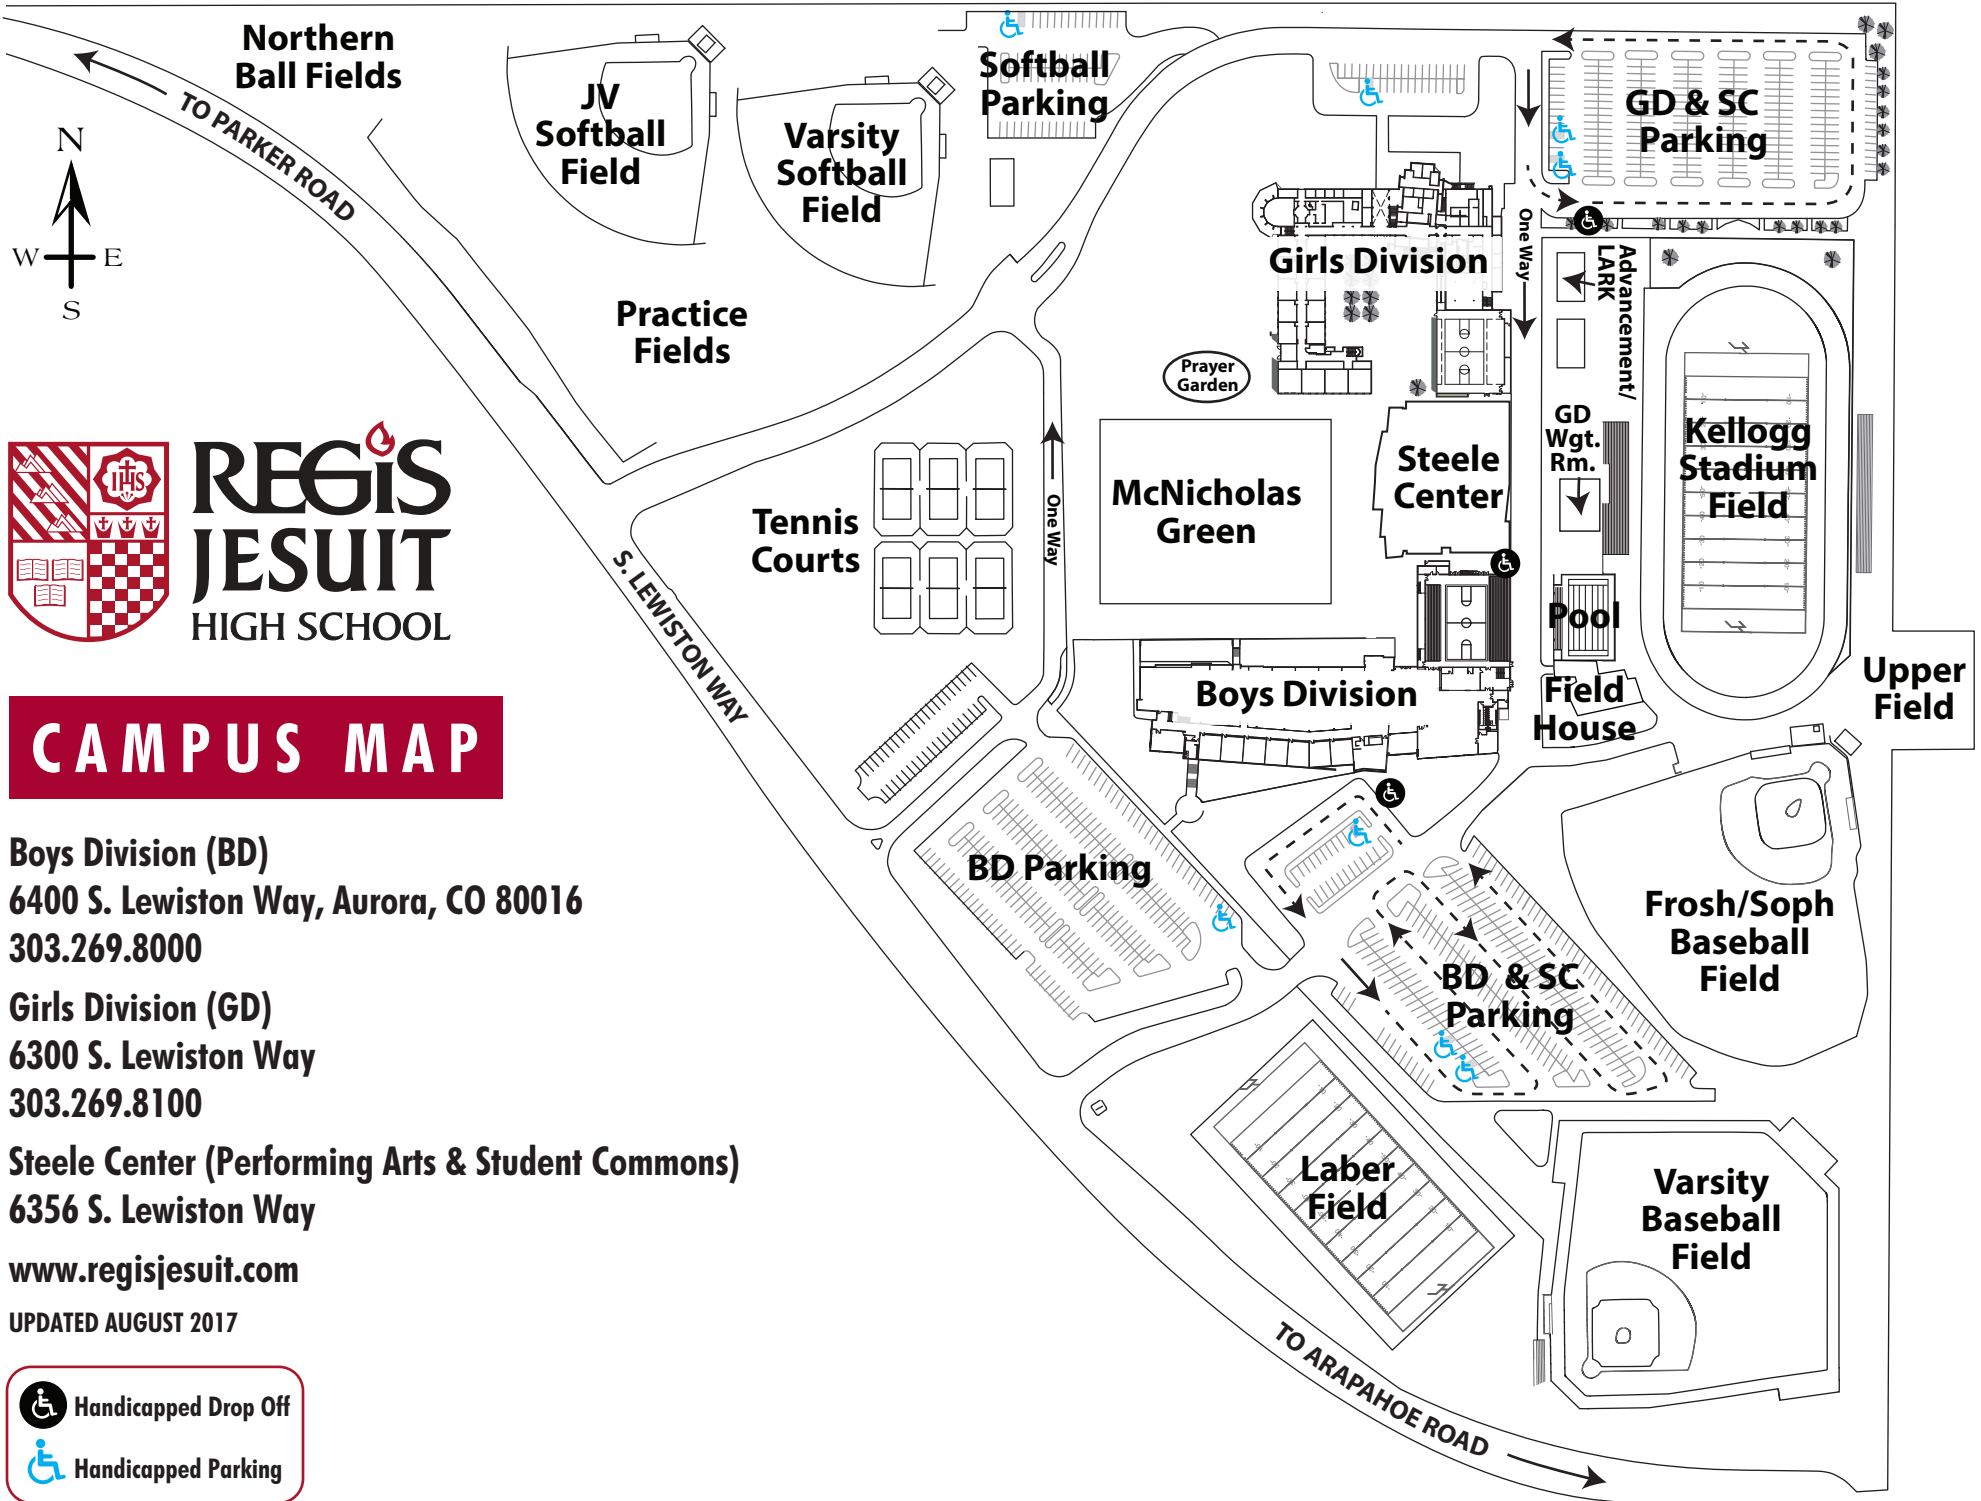 Northern
Ball Fields
TO PARKER ROAD
N
W
E
S
JV
Softball
Field
Varsity
Softball
Field
Softball
Parking
GD & SC
Parking
Practice
Fields
Girls Division
One Way
Advancement/
LARK
Prayer
Garden
GD
Wgt.
Rm.
Kellogg
Stadium
Field
Steele
Center
McNicholas
Green
Tennis
Courts
One Way
S. LEWISTON WAY
Pool
Field
House
Upper
Field
Boys Division
BD Parking
BD & SC
Parking
Frosh/Soph
Baseball
Field
Laber
Field
Varsity
Baseball
Field
TO ARAPAHOE ROAD
IHS
REGIS
JESUIT
HIGH SCHOOL
CAMPUS MAP
Boys Division (BD)
6400 S. Lewiston Way, Aurora, CO 80016
303.269.8000
Girls Division (GD)
6300 S. Lewiston Way
303.269.8100
Steele Center (Performing Arts & Student Commons)
6356 S. Lewiston Way
www.regisjesuit.com
UPDATED AUGUST 2017
Handicapped Drop Off
Handicapped Parking